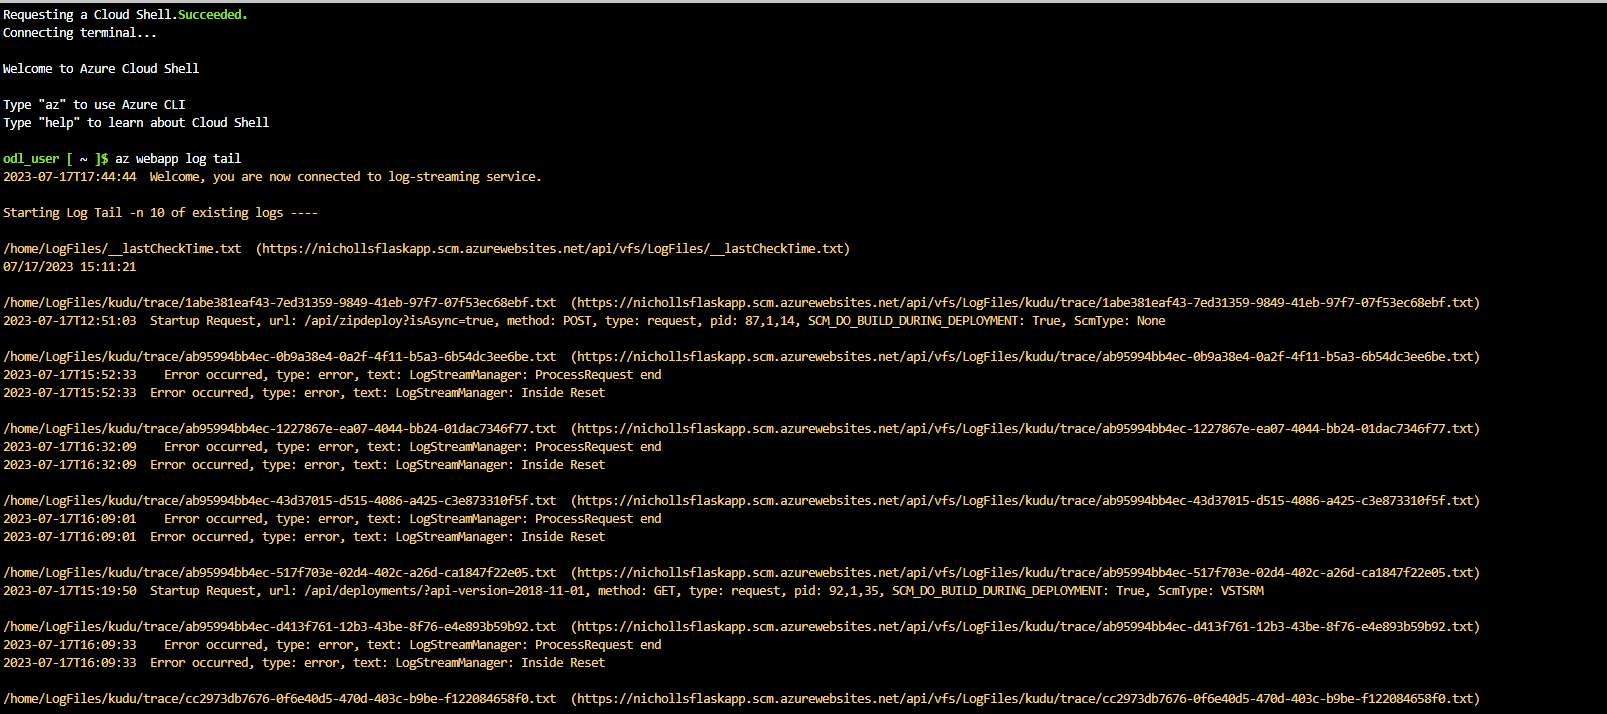 Requesting a Cloud Shell.Succeeded.
Connecting terminal...
Welcome to Azure Cloud Shell
Type "az" to use Azure CLI
Type "help" to learn about Cloud Shell
odl_user [ ~ ]$ az webapp log tail
2023-07-17T17:44:44  Welcome, you are now connected to log-streaming service.
Starting Log Tail -n 10 of existing logs ----
/home/LogFiles/__lastCheckTime.txt  (https://nichollsflaskapp.scm.azurewebsites.net/api/vfs/LogFiles/__lastCheckTime.txt)
07/17/2023 15:11:21
/home/LogFiles/kudu/trace/1abe381eaf43-7ed31359-9849-41eb-97f7-07f53ec68ebf.txt  (https://nichollsflaskapp.scm.azurewebsites.net/api/vfs/LogFiles/kudu/trace/1abe381eaf43-7ed31359-9849-41eb-97f7-07f53ec68ebf.txt)
2023-07-17T12:51:03  Startup Request, url: /api/zipdeploy?isAsync=true, method: POST, type: request, pid: 87,1,14, SCM_DO_BUILD_DURING_DEPLOYMENT: True, ScmType: None
/home/LogFiles/kudu/trace/ab95994bb4ec-0b9a38e4-0a2f-4f11-b5a3-6b54dc3ee6be.txt  (https://nichollsflaskapp.scm.azurewebsites.net/api/vfs/LogFiles/kudu/trace/ab95994bb4ec-0b9a38e4-0a2f-4f11-b5a3-6b54dc3ee6be.txt)
2023-07-17T15:52:33    Error occurred, type: error, text: LogStreamManager: ProcessRequest end
2023-07-17T15:52:33  Error occurred, type: error, text: LogStreamManager: Inside Reset
/home/LogFiles/kudu/trace/ab95994bb4ec-1227867e-ea07-4044-bb24-01dac7346f77.txt  (https://nichollsflaskapp.scm.azurewebsites.net/api/vfs/LogFiles/kudu/trace/ab95994bb4ec-1227867e-ea07-4044-bb24-01dac7346f77.txt)
2023-07-17T16:32:09    Error occurred, type: error, text: LogStreamManager: ProcessRequest end
2023-07-17T16:32:09  Error occurred, type: error, text: LogStreamManager: Inside Reset
/home/LogFiles/kudu/trace/ab95994bb4ec-43d37015-d515-4086-a425-c3e873310f5f.txt  (https://nichollsflaskapp.scm.azurewebsites.net/api/vfs/LogFiles/kudu/trace/ab95994bb4ec-43d37015-d515-4086-a425-c3e873310f5f.txt)
2023-07-17T16:09:01    Error occurred, type: error, text: LogStreamManager: ProcessRequest end
2023-07-17T16:09:01  Error occurred, type: error, text: LogStreamManager: Inside Reset
/home/LogFiles/kudu/trace/ab95994bb4ec-517f703e-02d4-402c-a26d-ca1847f22e05.txt  (https://nichollsflaskapp.scm.azurewebsites.net/api/vfs/LogFiles/kudu/trace/ab95994bb4ec-517f703e-02d4-402c-a26d-ca1847f22e05.txt)
2023-07-17T15:19:50  Startup Request, url: /api/deployments/?api-version=2018-11-01, method: GET, type: request, pid: 92,1,35, SCM_DO_BUILD_DURING_DEPLOYMENT: True, ScmType: VSTSRM
/home/LogFiles/kudu/trace/ab95994bb4ec-d413f761-12b3-43be-8f76-e4e893b59b92.txt  (https://nichollsflaskapp.scm.azurewebsites.net/api/vfs/LogFiles/kudu/trace/ab95994bb4ec-d413f761-12b3-43be-8f76-e4e893b59b92.txt)
2023-07-17T16:09:33    Error occurred, type: error, text: LogStreamManager: ProcessRequest end
2023-07-17T16:09:33  Error occurred, type: error, text: LogStreamManager: Inside Reset
/home/LogFiles/kudu/trace/cc2973db7676-0f6e40d5-470d-403c-b9be-f122084658f0.txt  (https://nichollsflaskapp.scm.azurewebsites.net/api/vfs/LogFiles/kudu/trace/cc2973db7676-0f6e40d5-470d-403c-b9be-f122084658f0.txt)